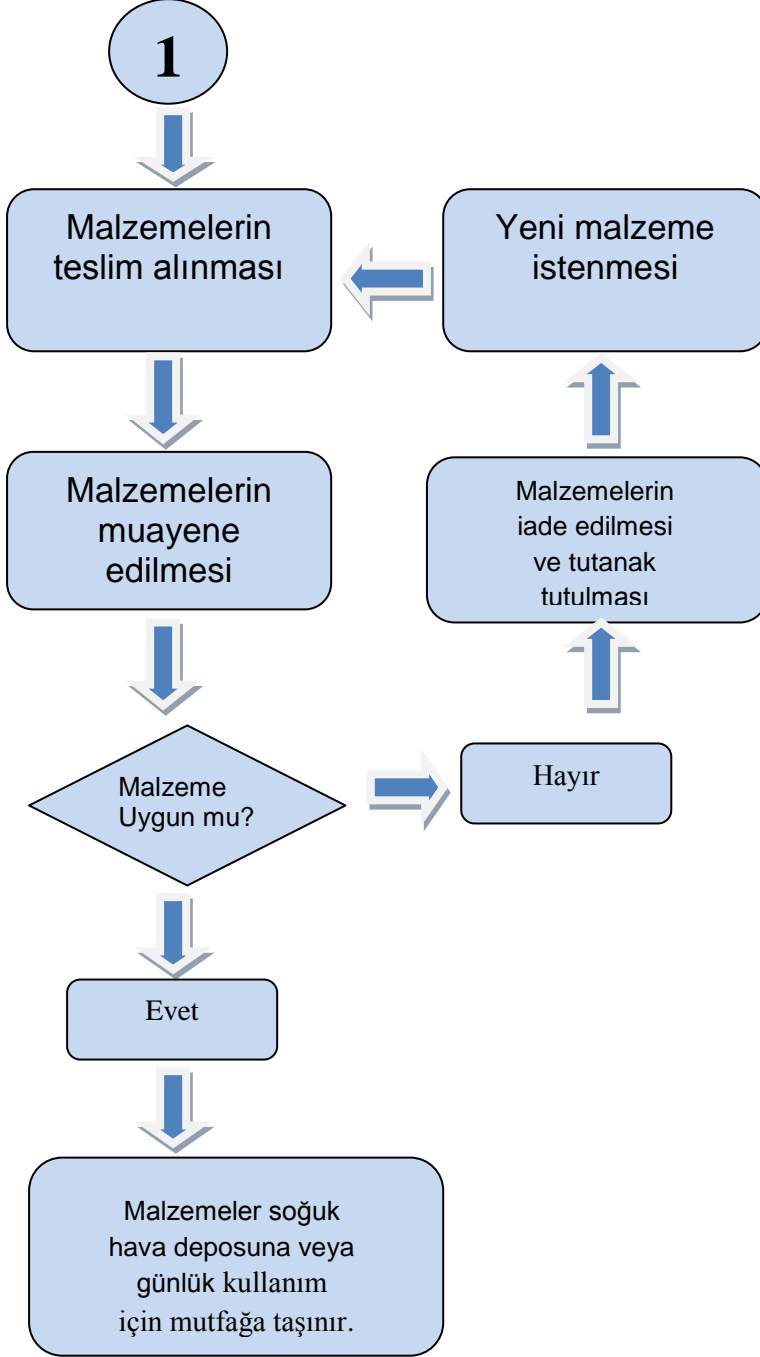 1
Malzemelerin
teslim alınması
Yeni malzeme
istenmesi
Malzemelerin
muayene
edilmesi
Malzemelerin
iade edilmesi
ve tutanak
tutulması
Malzeme
Uygun mu?
Hayır
Evet
Malzemeler soğuk
hava deposuna veya
günlük kullanım
için mutfağa taşınır.